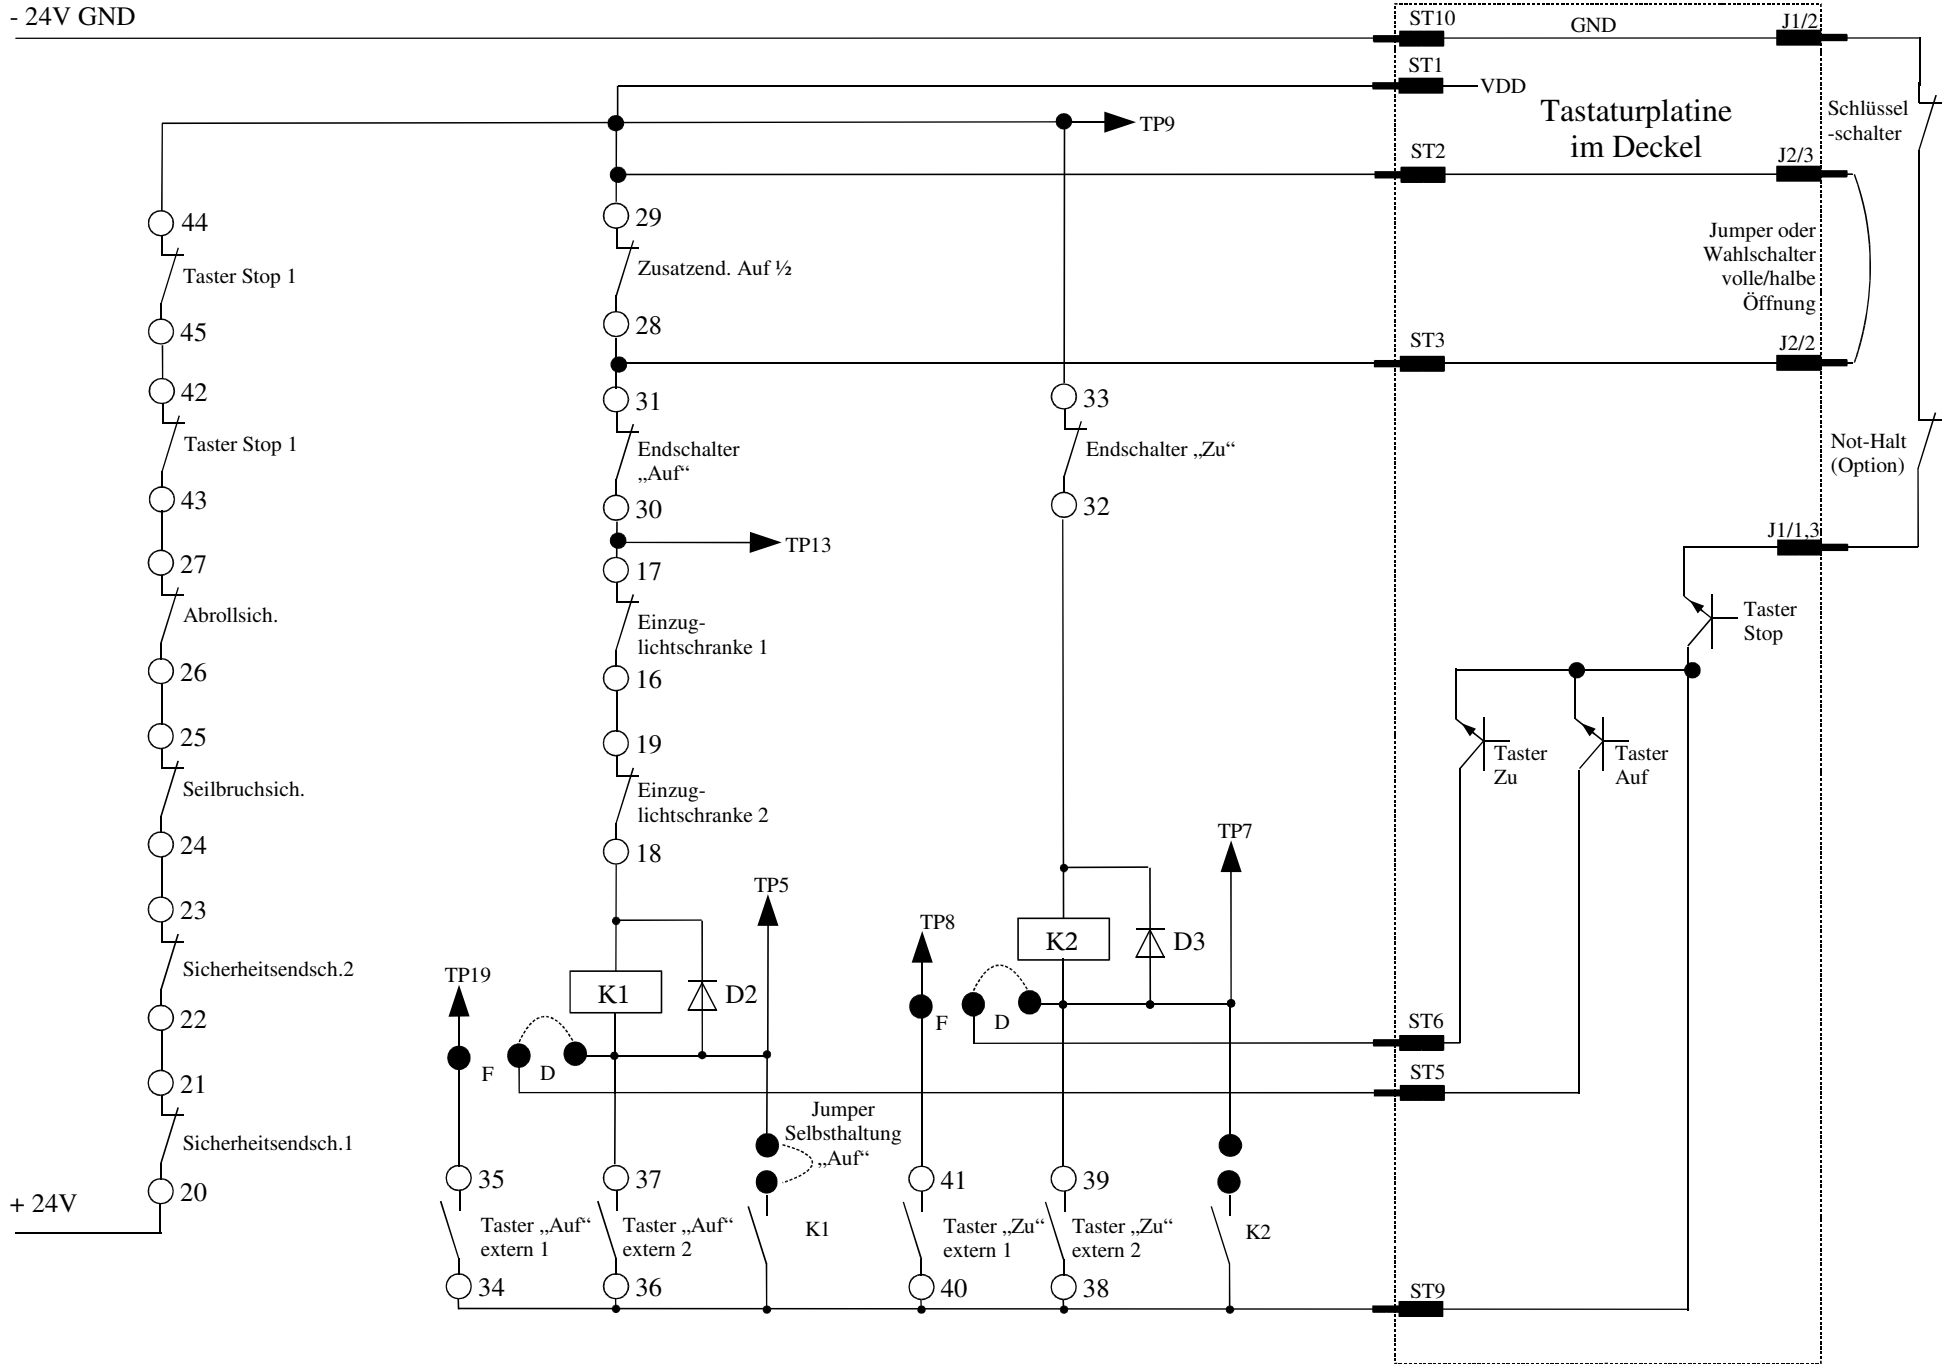 - 24V GND
ST10
GND
J1/2
ST1
VDD
TP9
Tastaturplatine
im Deckel
Schlüssel
-schalter
ST2
J2/3
44
29
Taster Stop 1
Zusatzend. Auf ½
Jumper oder
Wahlschalter
volle/halbe
Öffnung
45
28
ST3
J2/2
42
31
33
Taster Stop 1
Endschalter
„Auf“
Endschalter „Zu“
Not-Halt
(Option)
43
30
32
J1/1,3
TP13
27
17
Abrollsich.
Einzug-
lichtschranke 1
Taster
Stop
26
16
25
19
Taster
Zu
Taster
Auf
Seilbruchsich.
Einzug-
lichtschranke 2
24
18
TP7
TP5
23
TP8
K2
D3
Sicherheitsendsch.2
TP19
K1
D2
22
F
D
ST6
F
D
21
ST5
Jumper
Selbsthaltung
„Auf“
Sicherheitsendsch.1
35
37
41
39
+ 24V
20
Taster „Auf“
extern 1
Taster „Auf“
extern 2
K1
Taster „Zu“
extern 1
Taster „Zu“
extern 2
K2
34
36
40
38
ST9